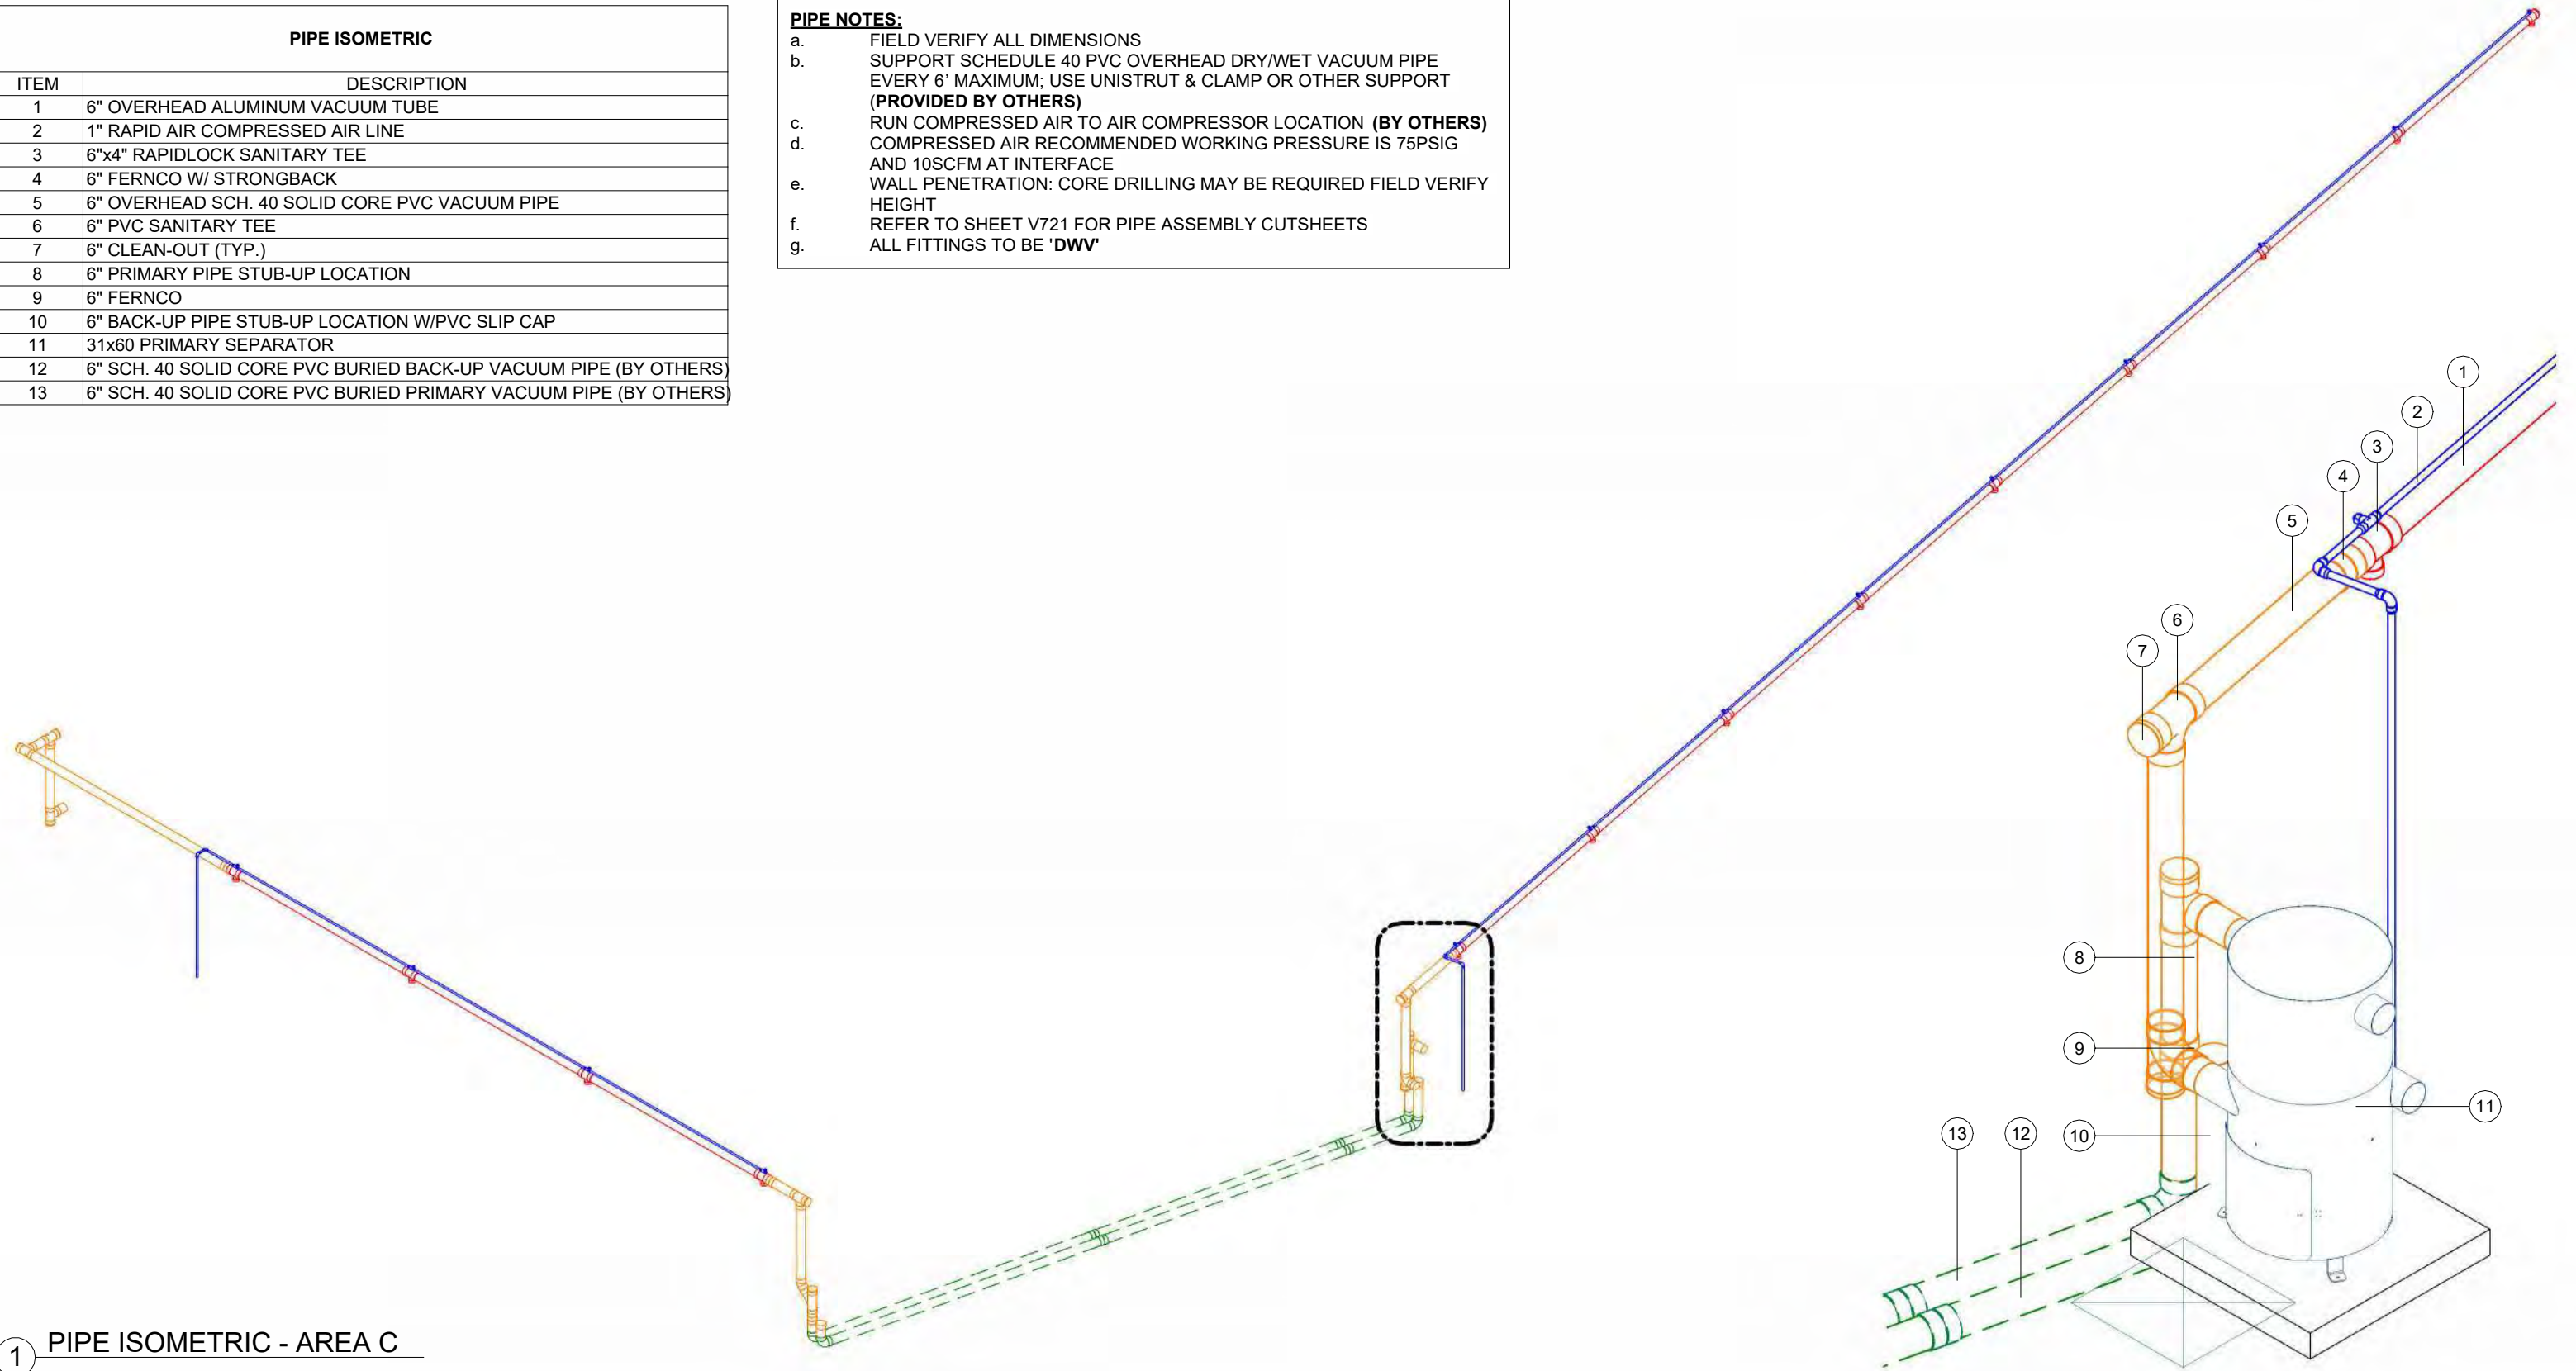 PIPE ISOMETRIC
ITEM DESCRIPTION
1 6" OVERHEAD ALUMINUM VACUUM TUBE
2 1" RAPID AIR COMPRESSED AIR LINE
3 6"x4" RAPIDLOCK SANITARY TEE
4 6" FERNCO W/ STRONGBACK
5 6" OVERHEAD SCH. 40 SOLID CORE PVC VACUUM PIPE
6 6" PVC SANITARY TEE
7 6" CLEAN-OUT (TYP.)
8 6" PRIMARY PIPE STUB-UP LOCATION
9 6" FERNCO
10 6" BACK-UP PIPE STUB-UP LOCATION W/PVC SLIP CAP
11 31x60 PRIMARY SEPARATOR
12 6" SCH. 40 SOLID CORE PVC BURIED BACK-UP VACUUM PIPE (BY OTHERS)
13 6" SCH. 40 SOLID CORE PVC BURIED PRIMARY VACUUM PIPE (BY OTHERS)
PIPE NOTES:
a. FIELD VERIFY ALL DIMENSIONS
b. SUPPORT SCHEDULE 40 PVC OVERHEAD DRY/WET VACUUM PIPE
EVERY 6' MAXIMUM; USE UNISTRUT & CLAMP OR OTHER SUPPORT
(PROVIDED BY OTHERS)
c. RUN COMPRESSED AIR TO AIR COMPRESSOR LOCATION (BY OTHERS)
d. COMPRESSED AIR RECOMMENDED WORKING PRESSURE IS 75PSIG
AND 10SCFM AT INTERFACE
e. WALL PENETRATION: CORE DRILLING MAY BE REQUIRED FIELD VERIFY
HEIGHT
f. REFER TO SHEET V721 FOR PIPE ASSEMBLY CUTSHEETS
g. ALL FITTINGS TO BE 'DWV'
1
2
3
4
5
6
7
8
9
10
11
13
12
1 PIPE ISOMETRIC - AREA C